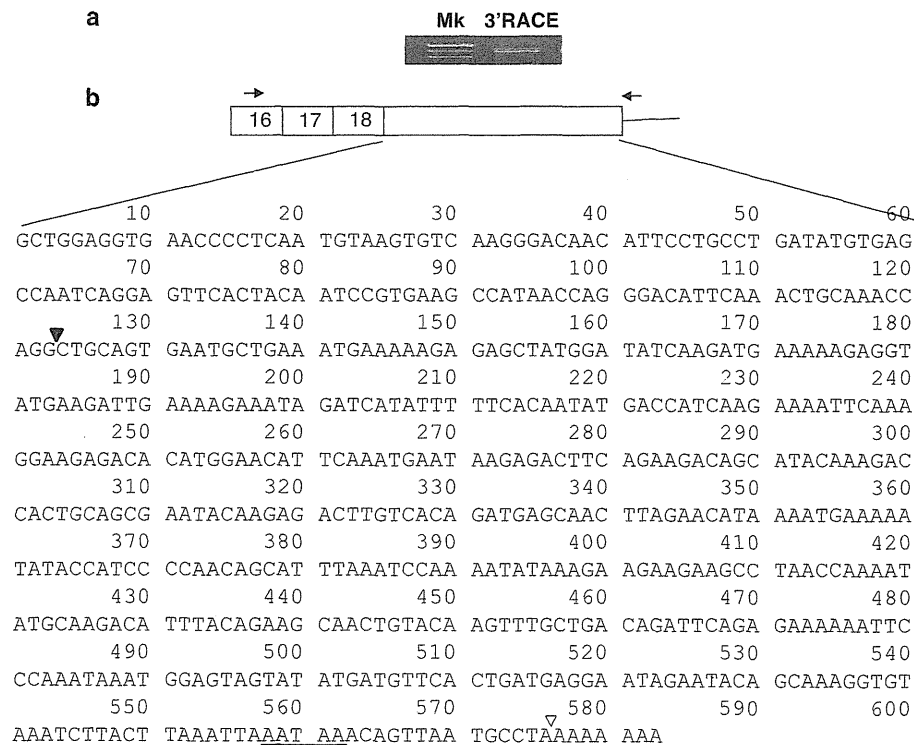 a
Mk 3'RACE
b
16 17 18
10 20 30 40 50 60
GCTGGAGGTG AACCCCTCAA TGTAAGTGTC AAGGGACAAC ATTCCTGCCT GATATGTGAG
70 80 90 100 110 120
CCAATCAGGA GTTCACTACA ATCCGTGAAG CCATAACCAG GGACATTCAA ACTGCAAACC
130 140 150 160 170 180
AGGCTGCAGT GAATGCTGAA ATGAAAAAGA GAGCTATGGA TATCAAGATG AAAAAGAGGT
190 200 210 220 230 240
ATGAAGATTG AAAAGAAATA GATCATATTT TTCACAATAT GACCATCAAG AAAATTCAAA
250 260 270 280 290 300
GGAAGAGACA CATGGAACAT TCAAATGAAT AAGAGACTTC AGAAGACAGC ATACAAAGAC
310 320 330 340 350 360
CACTGCAGCG AATACAAGAG ACTTGTCACA GATGAGCAAC TTAGAACATA AAATGAAAAA
370 380 390 400 410 420
TATACCATCC CCAACAGCAT TTAAATCCAA AATATAAAGA AGAAGAAGCC TAACCAAAAT
430 440 450 460 470 480
ATGCAAGACA TTTACAGAAG CAACTGTACA AGTTTGCTGA CAGATTCAGA GAAAAAATTC
490 500 510 520 530 540
CCAAATAAAT GGAGTAGTAT ATGATGTTCA CTGATGAGGA ATAGAATACA GCAAAGGTGT
550 560 570 580 590 600
AAATCTTACT TAAATTAAAT AAACAGTTAA TGCCTAAAAA AAA